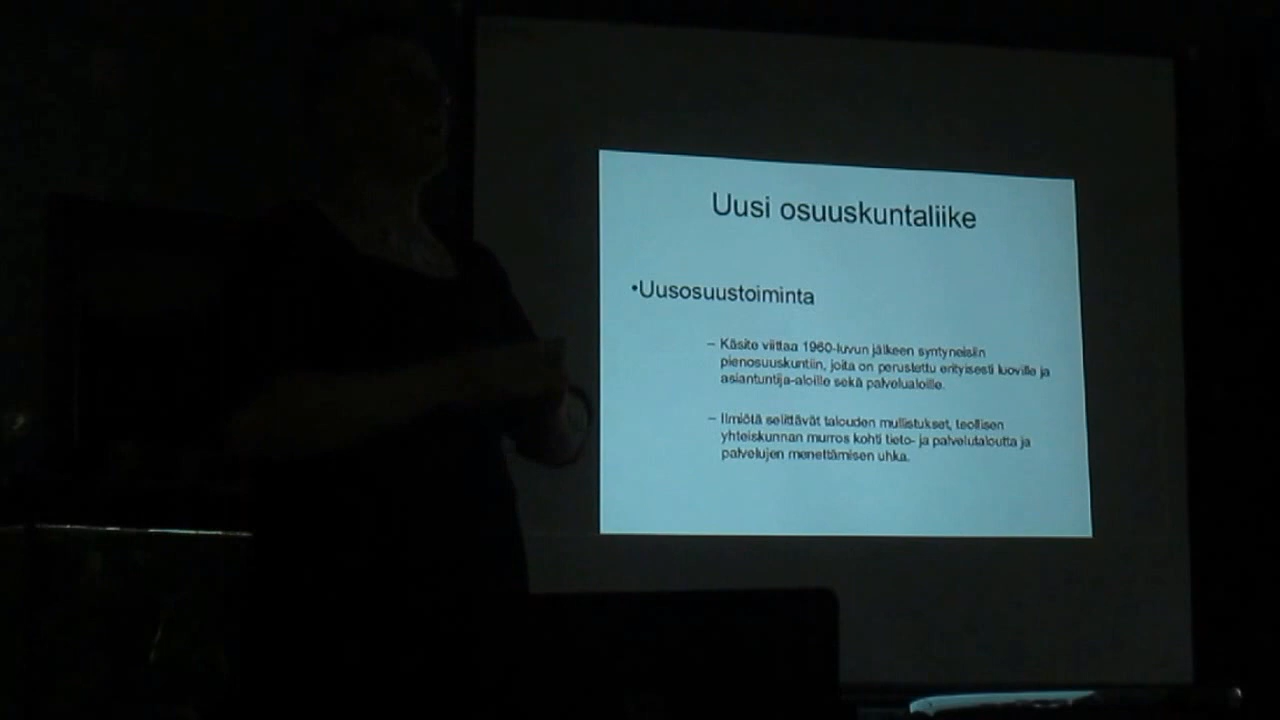 Uusi osuuskuntaliike
•Uusosuustoiminta
– Käsite viittaa 1960-luvun jälkeen syntyneisiin
pienosuuskuntiin, joita on perustettu erityisesti luoville ja
asiantuntija-aloille sekä palvelualoille.
– Ilmiötä selittävät talouden mullistukset, teollisen
yhteiskunnan murros kohti tieto- ja palvelutaloutta ja
palvelujen menettämisen uhka.